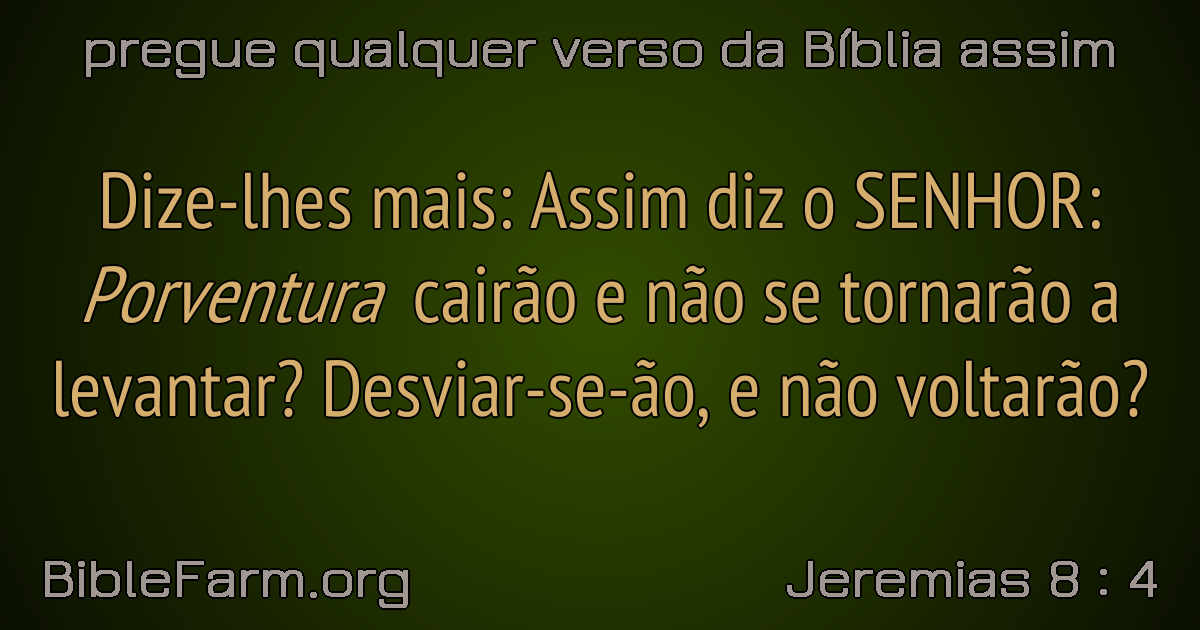 pregue qualquer verso da Bíblia assim
Dize-lhes mais: Assim diz o SENHOR:
Porventura cairão e não se tornarão a
levantar? Desviar-se-ão, e não voltarão?
BibleFarm.org
Jeremias 8 : 4